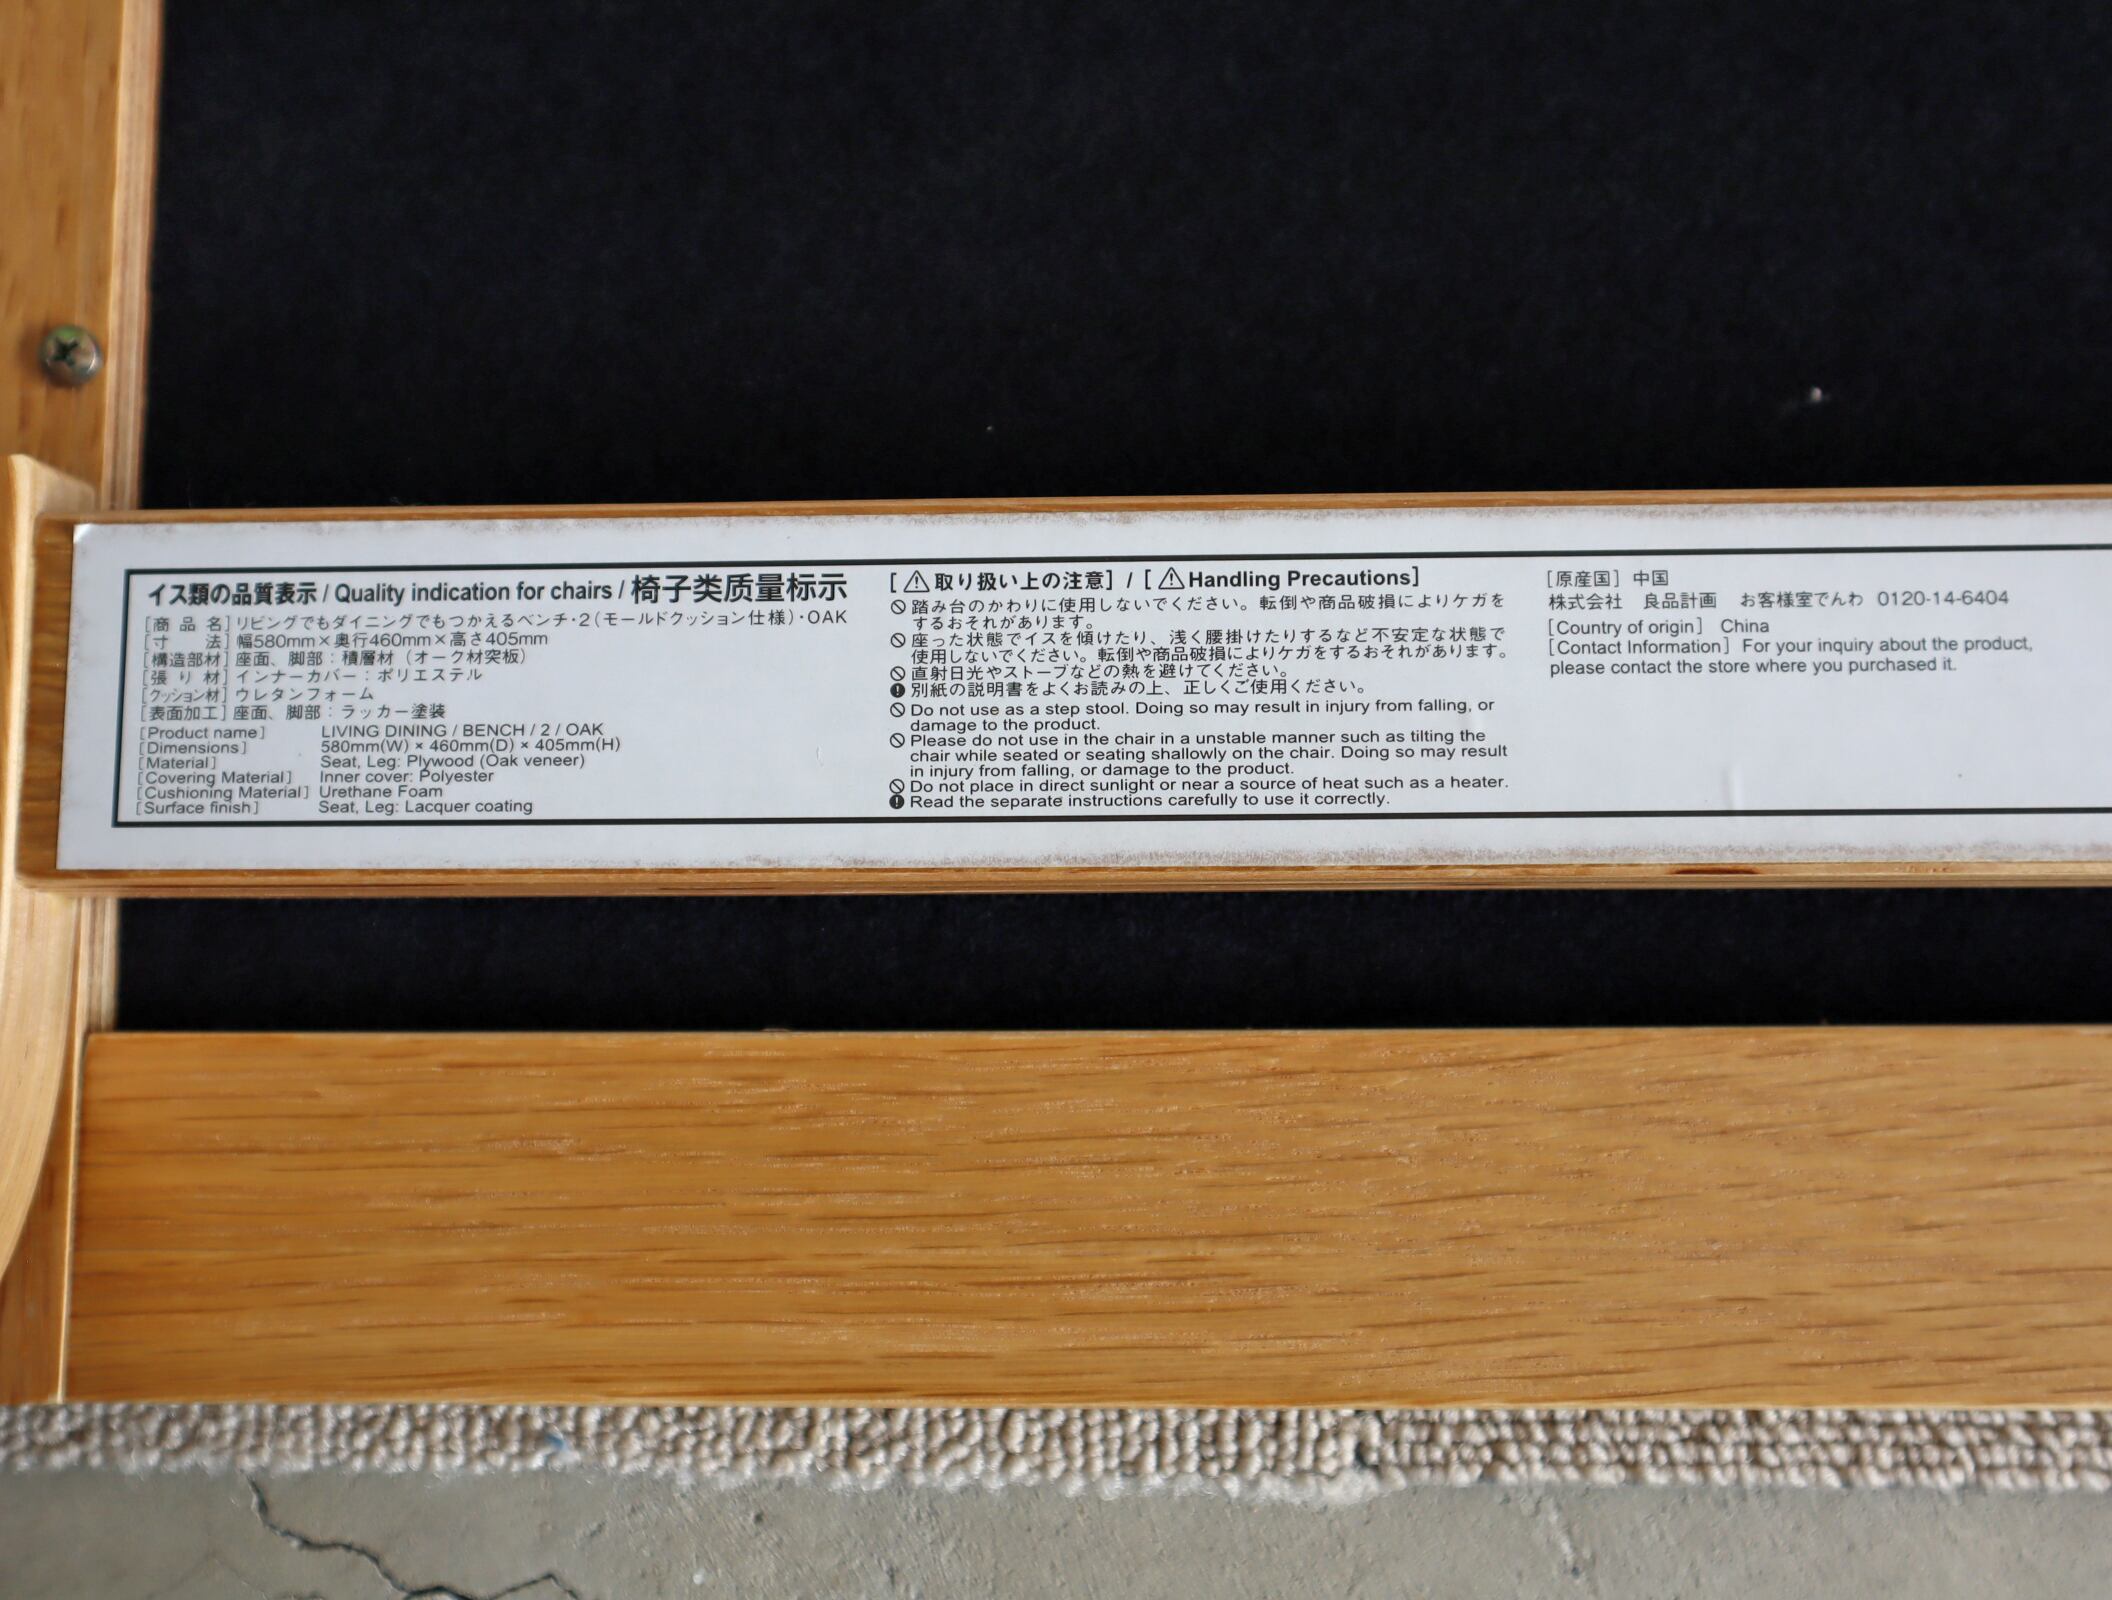 イス類の品質表示 / Quality indication for chairs / 椅子类质量标示
[商品名] リビングでもダイニングでもつかえるベンチ・2(モールドクッション仕様)・OAK
[寸法] 幅580mm×奥行460mm×高さ405mm
[構造部材] 座面、脚部：積層材（オーク材突板）
[張り材] インナーカバー：ポリエステル
[クッション材] ウレタンフォーム
[表面加工] 座面、脚部：ラッカー塗装
[Product name] LIVING DINING / BENCH / 2 / OAK
[Dimensions] 580mm(W) × 460mm(D) × 405mm(H)
[Material] Seat, Leg: Plywood (Oak veneer)
[Covering Material] Inner cover: Polyester
[Cushioning Material] Urethane Foam
[Surface finish] Seat, Leg: Lacquer coating
[⚠取り扱い上の注意] / [⚠Handling Precautions]
踏み台のかわりに使用しないでください。転倒や商品破損によりケガを
するおそれがあります。
座った状態でイスを傾けたり、浅く腰掛けたりするなど不安定な状態で
使用しないでください。転倒や商品破損によりケガをするおそれがあります。
直射日光やストーブなどの熱を避けてください。
別紙の説明書をよくお読みの上、正しくご使用ください。
Do not use as a step stool. Doing so may result in injury from falling, or
damage to the product.
Please do not use in the chair in a unstable manner such as tilting the
chair while seated or seating shallowly on the chair. Doing so may result
in injury from falling, or damage to the product.
Do not place in direct sunlight or near a source of heat such as a heater.
Read the separate instructions carefully to use it correctly.
[原産国] 中国
株式会社 良品計画 お客様室でんわ 0120-14-6404
[Country of origin] China
[Contact Information] For your inquiry about the product,
please contact the store where you purchased it.